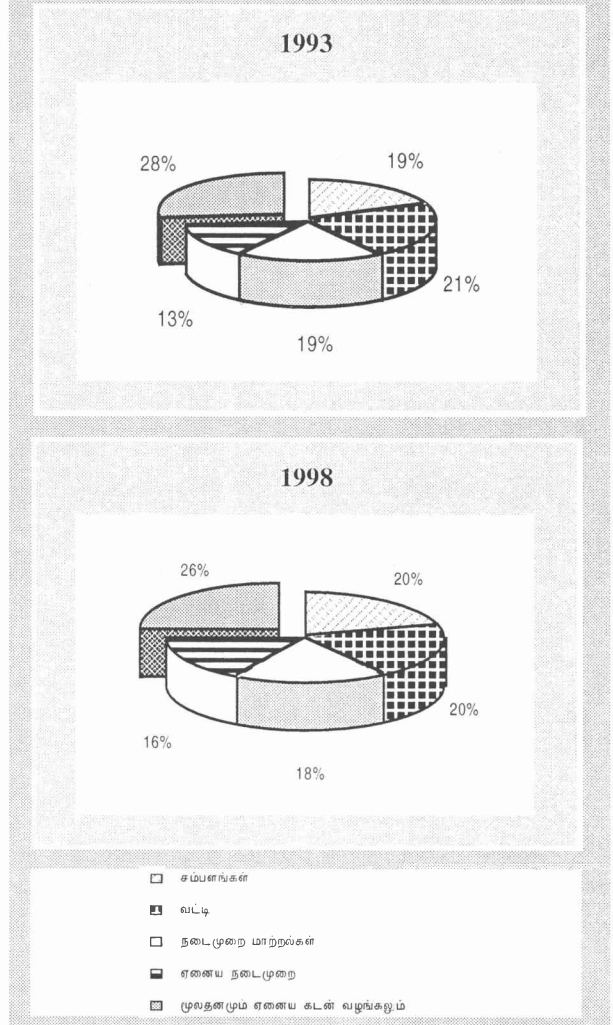 1993
28%
19%
21%
13%
19%
1998
26%
20%
20%
16%
18%
சம்பளங்கள்
வட்டி
நடைமுறை மாற்றல்கள்
ஏனைய நடைமுறை
மூலதனமும் ஏனைய கடன் வழங்கலும்